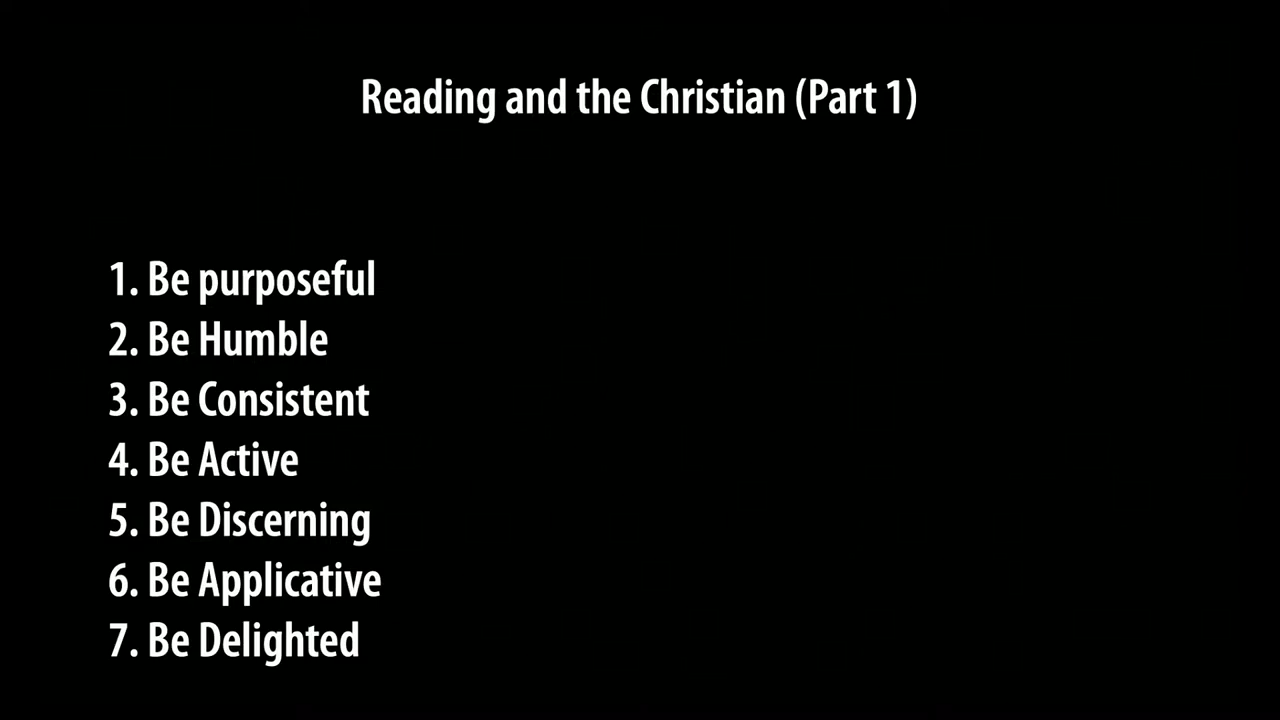 Reading and the Christian (Part 1)
1. Be purposeful
2. Be Humble
3. Be Consistent
4. Be Active
5. Be Discerning
6. Be Applicative
7. Be Delighted